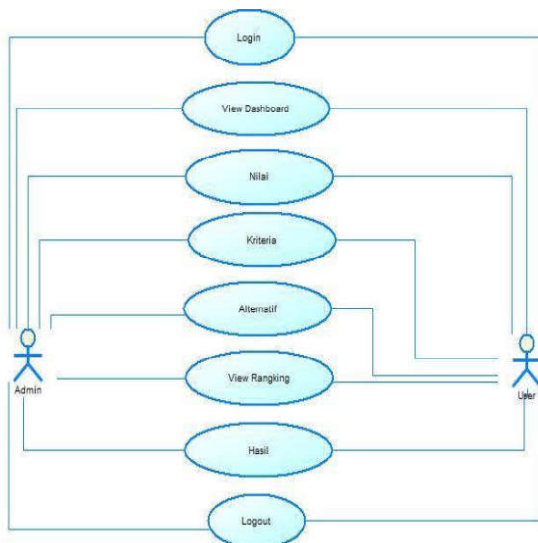 Login
View Dashboard
Nilai
Kriteria
Alternatif
View Rangking
Admin
User
Hasil
Logout